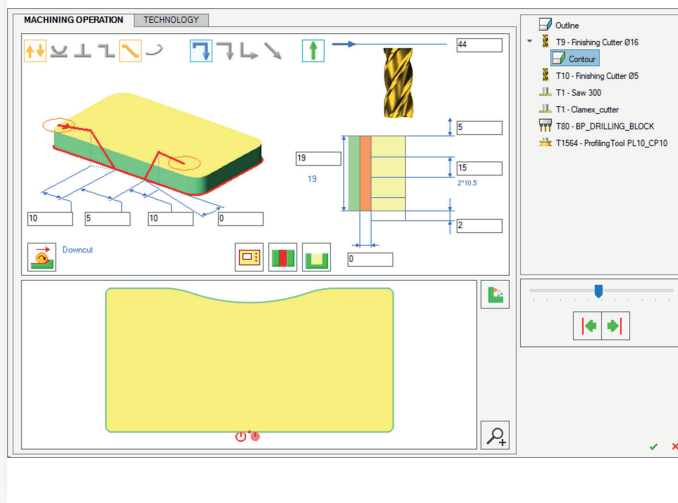 MACHINING OPERATION
TECHNOLOGY
44
5
19
19
15
2*10.5
2
10
5
10
0
0
Downcut
Outline
T9 - Finishing Cutter Ø16
Contour
T10 - Finishing Cutter Ø5
T1 - Saw 300
T1 - Clamex_cutter
T80 - BP_DRILLING_BLOCK
T1564 - ProfilingTool PL10_CP10